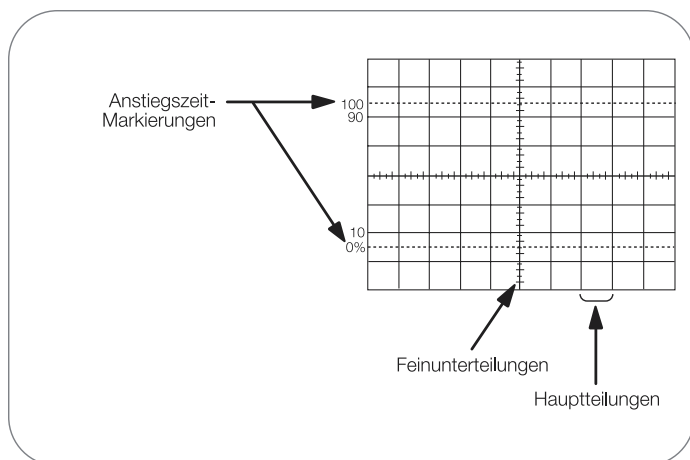 Anstiegszeit-
Markierungen
100
90
10
0%
Feinunterteilungen
Hauptteilungen